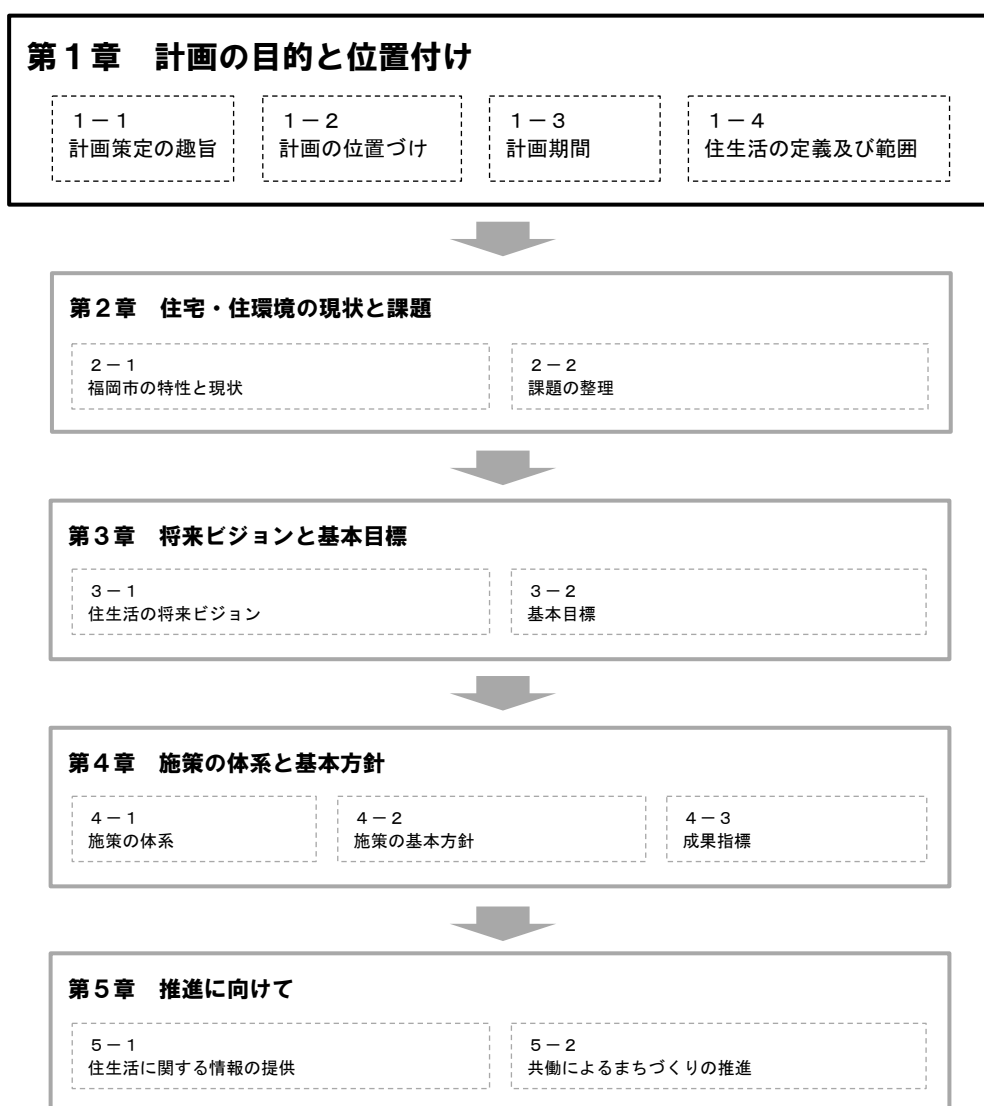 第１章　計画の目的と位置付け
１－１
計画策定の趣旨
１－２
計画の位置づけ
１－３
計画期間
１－４
住生活の定義及び範囲
第２章　住宅・住環境の現状と課題
２－１
福岡市の特性と現状
２－２
課題の整理
第３章　将来ビジョンと基本目標
３－１
住生活の将来ビジョン
３－２
基本目標
第４章　施策の体系と基本方針
４－１
施策の体系
４－２
施策の基本方針
４－３
成果指標
第５章　推進に向けて
５－１
住生活に関する情報の提供
５－２
共働によるまちづくりの推進